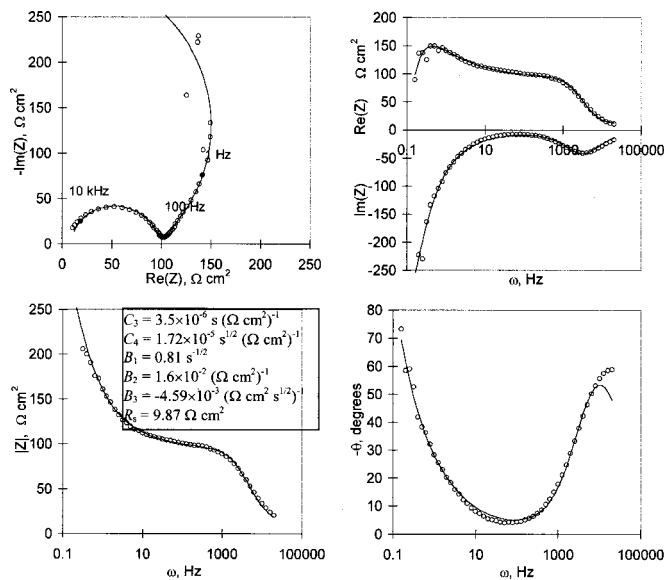 250
200
150
100
50
0
-Im(Z), Ω cm²
10 kHz
100 Hz
Hz
0 50 100 150 200 250
Re(Z), Ω cm²
200
150
100
50
0
-50
-100
-150
-200
-250
Re(Z) Ω cm²
Im(Z)
0.1 10 1000 100000
ω, Hz
250
200
150
100
50
0
|Z|, Ω cm²
C₃ = 3.5×10⁻⁶ s (Ω cm²)⁻¹
C₄ = 1.72×10⁻⁵ s^1/2 (Ω cm²)⁻¹
B₁ = 0.81 s^-1/2
B₂ = 1.6×10⁻² (Ω cm²)⁻¹
B₃ = -4.59×10⁻³ (Ω cm² s^1/2)⁻¹
Rₛ = 9.87 Ω cm²
0.1 10 1000 100000
ω, Hz
80
70
60
50
40
30
20
10
0
-θ, degrees
0.1 10 1000 100000
ω, Hz